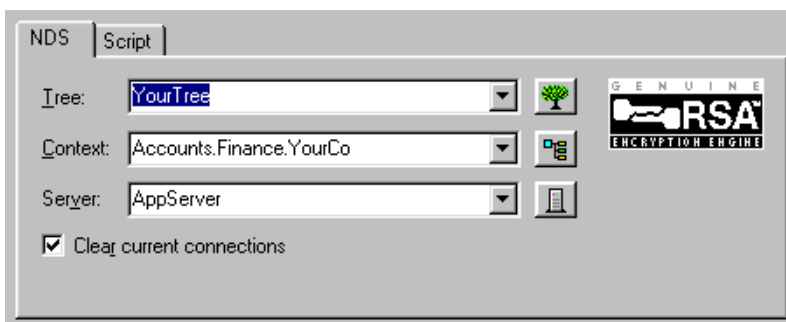 NDS Script
Tree: YourTree
GENUINE
RSA
ENCRYPTION ENGINE
Context: Accounts.Finance.YourCo
Server: AppServer
Clear current connections